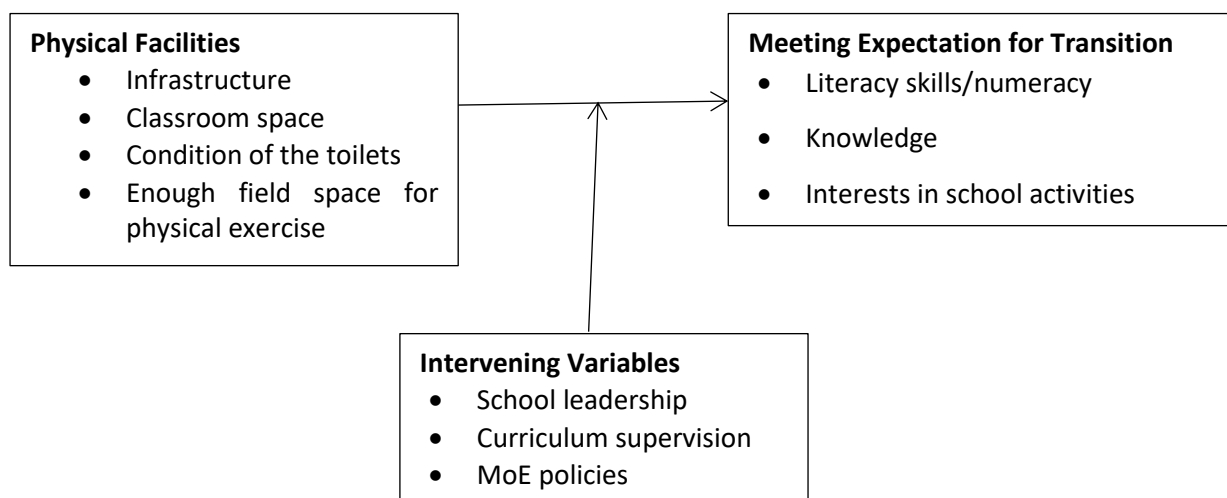 Physical Facilities
• Infrastructure
• Classroom space
• Condition of the toilets
• Enough field space for
physical exercise
Meeting Expectation for Transition
• Literacy skills/numeracy
• Knowledge
• Interests in school activities
Intervening Variables
• School leadership
• Curriculum supervision
• MoE policies